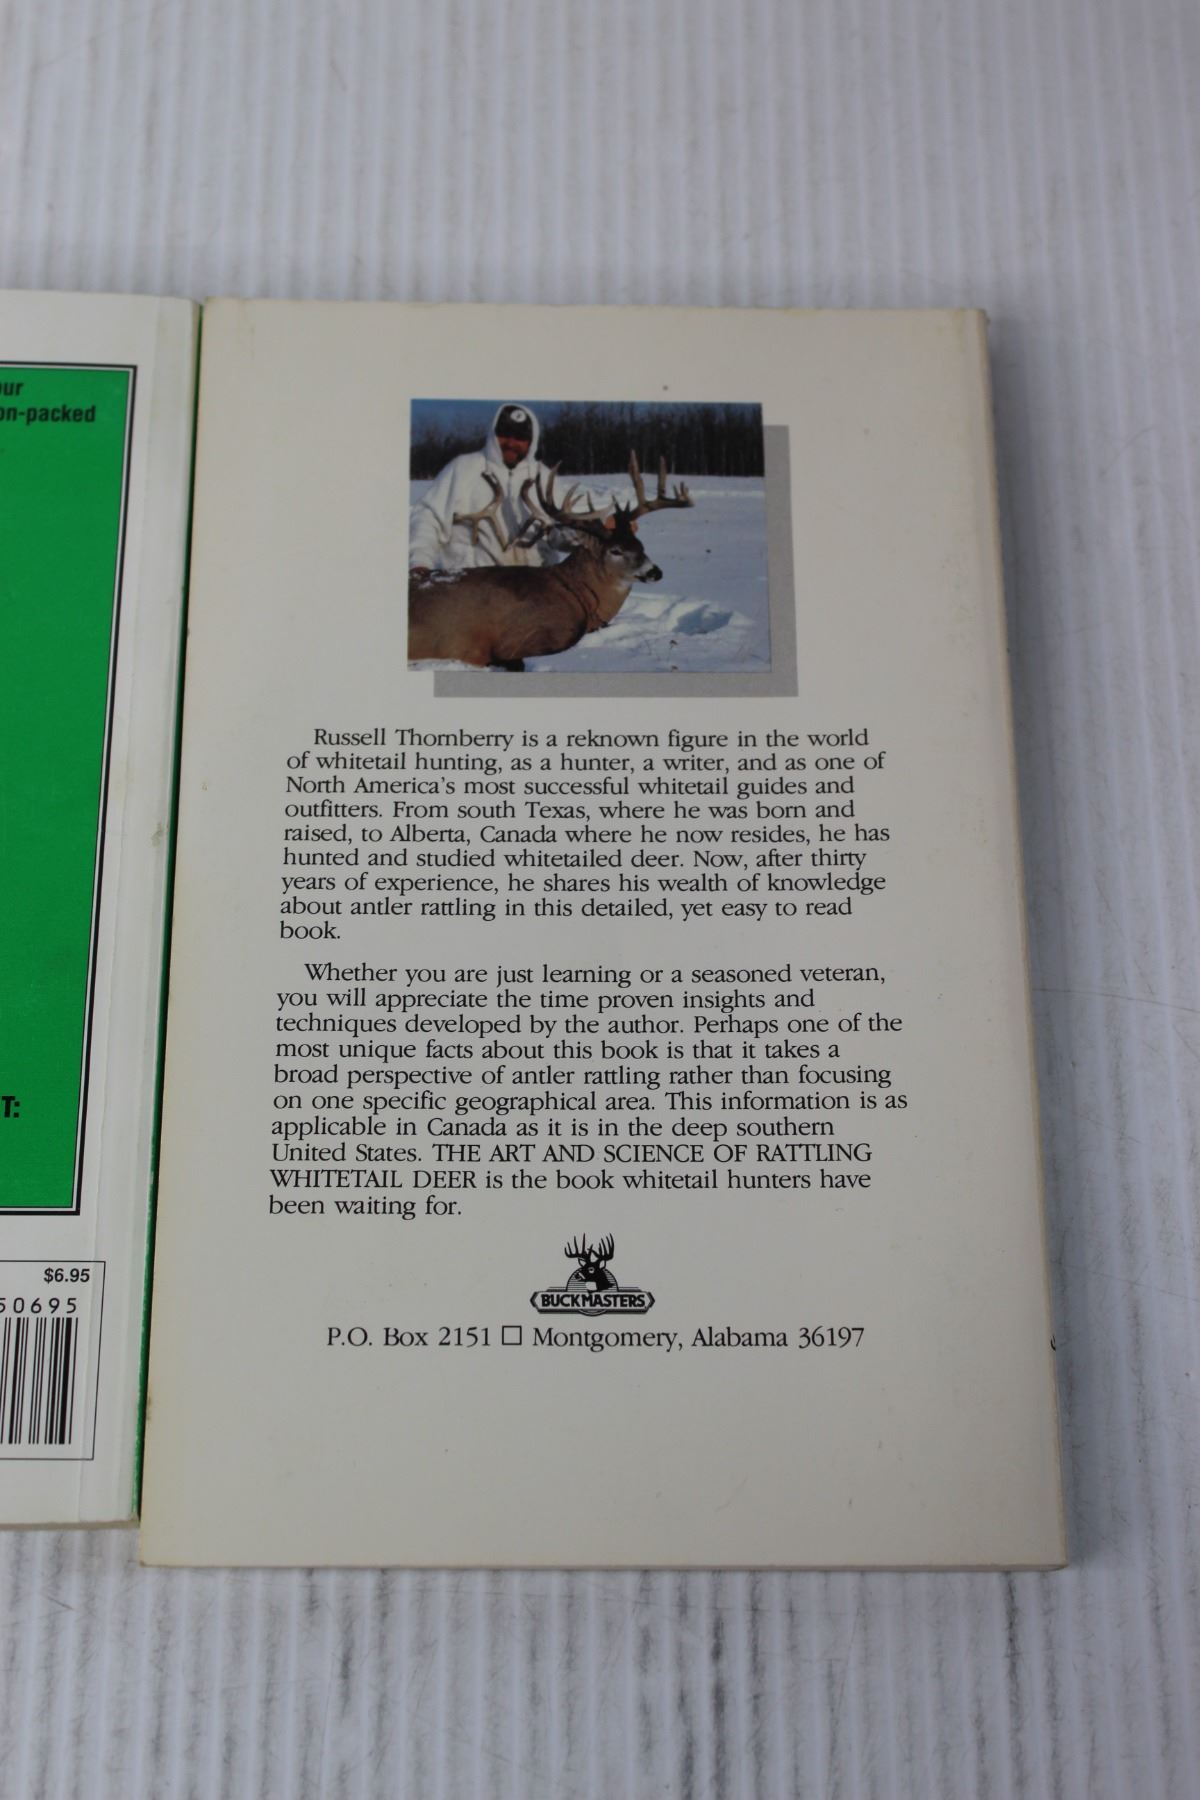 our
on-packed
T:
$6.95
50695
Russell Thornberry is a reknown figure in the world
of whitetail hunting, as a hunter, a writer, and as one of
North America's most successful whitetail guides and
outfitters. From south Texas, where he was born and
raised, to Alberta, Canada where he now resides, he has
hunted and studied whitetailed deer. Now, after thirty
years of experience, he shares his wealth of knowledge
about antler rattling in this detailed, yet easy to read
book.
Whether you are just learning or a seasoned veteran,
you will appreciate the time proven insights and
techniques developed by the author. Perhaps one of the
most unique facts about this book is that it takes a
broad perspective of antler rattling rather than focusing
on one specific geographical area. This information is as
applicable in Canada as it is in the deep southern
United States. THE ART AND SCIENCE OF RATTLING
WHITETAIL DEER is the book whitetail hunters have
been waiting for.
BUCKMASTERS
P.O. Box 2151 □ Montgomery, Alabama 36197